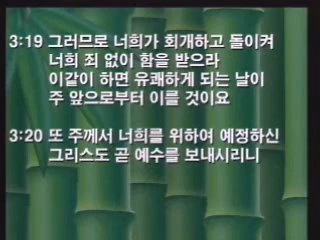 3:19 그러므로 너희가 회개하고 돌이켜
너희 죄 없이 함을 받으라
이같이 하면 유쾌하게 되는 날이
주 앞으로부터 이를 것이요
3:20 또 주께서 너희를 위하여 예정하신
그리스도 곧 예수를 보내시리니